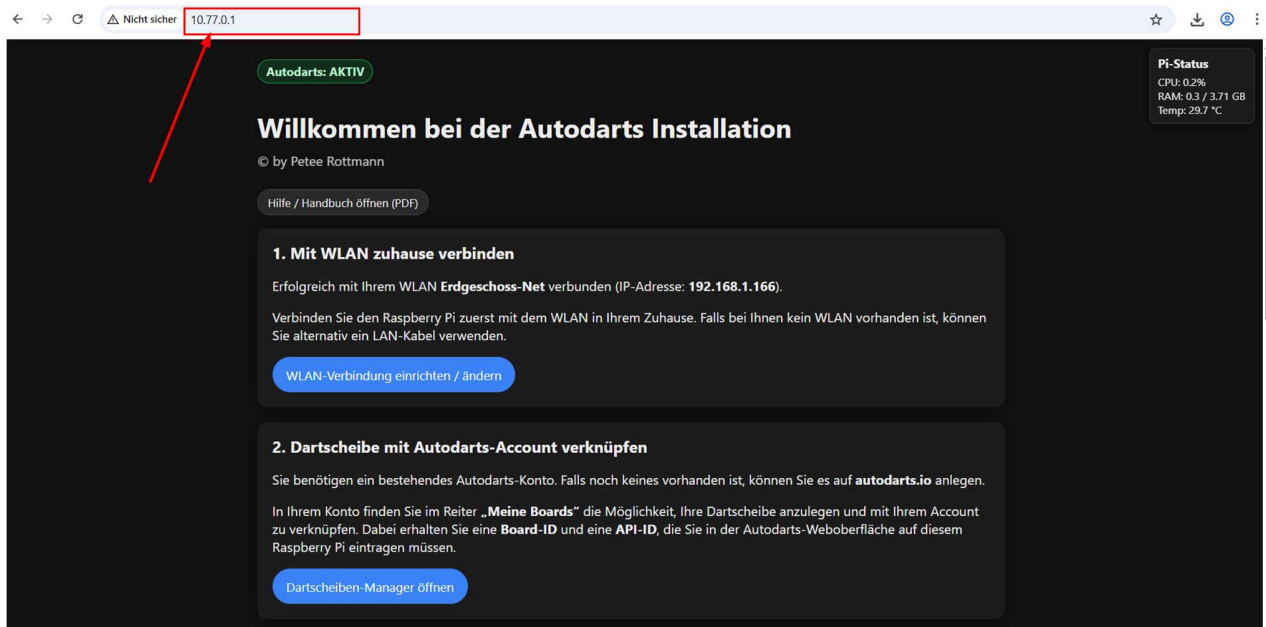 Nicht sicher
10.77.0.1
Autodarts: AKTIV
Pi-Status
CPU: 0.2%
RAM: 0.3 / 3.71 GB
Temp: 29.7 °C
Willkommen bei der Autodarts Installation
© by Petee Rottmann
Hilfe / Handbuch öffnen (PDF)
1. Mit WLAN zuhause verbinden
Erfolgreich mit Ihrem WLAN Erdgeschoss-Net verbunden (IP-Adresse: 192.168.1.166).
Verbinden Sie den Raspberry Pi zuerst mit dem WLAN in Ihrem Zuhause. Falls bei Ihnen kein WLAN vorhanden ist, können
Sie alternativ ein LAN-Kabel verwenden.
WLAN-Verbindung einrichten / ändern
2. Dartscheibe mit Autodarts-Account verknüpfen
Sie benötigen ein bestehendes Autodarts-Konto. Falls noch keines vorhanden ist, können Sie es auf autodarts.io anlegen.
In Ihrem Konto finden Sie im Reiter „Meine Boards“ die Möglichkeit, Ihre Dartscheibe anzulegen und mit Ihrem Account
zu verknüpfen. Dabei erhalten Sie eine Board-ID und eine API-ID, die Sie in der Autodarts-Weboberfläche auf diesem
Raspberry Pi eintragen müssen.
Dartscheiben-Manager öffnen